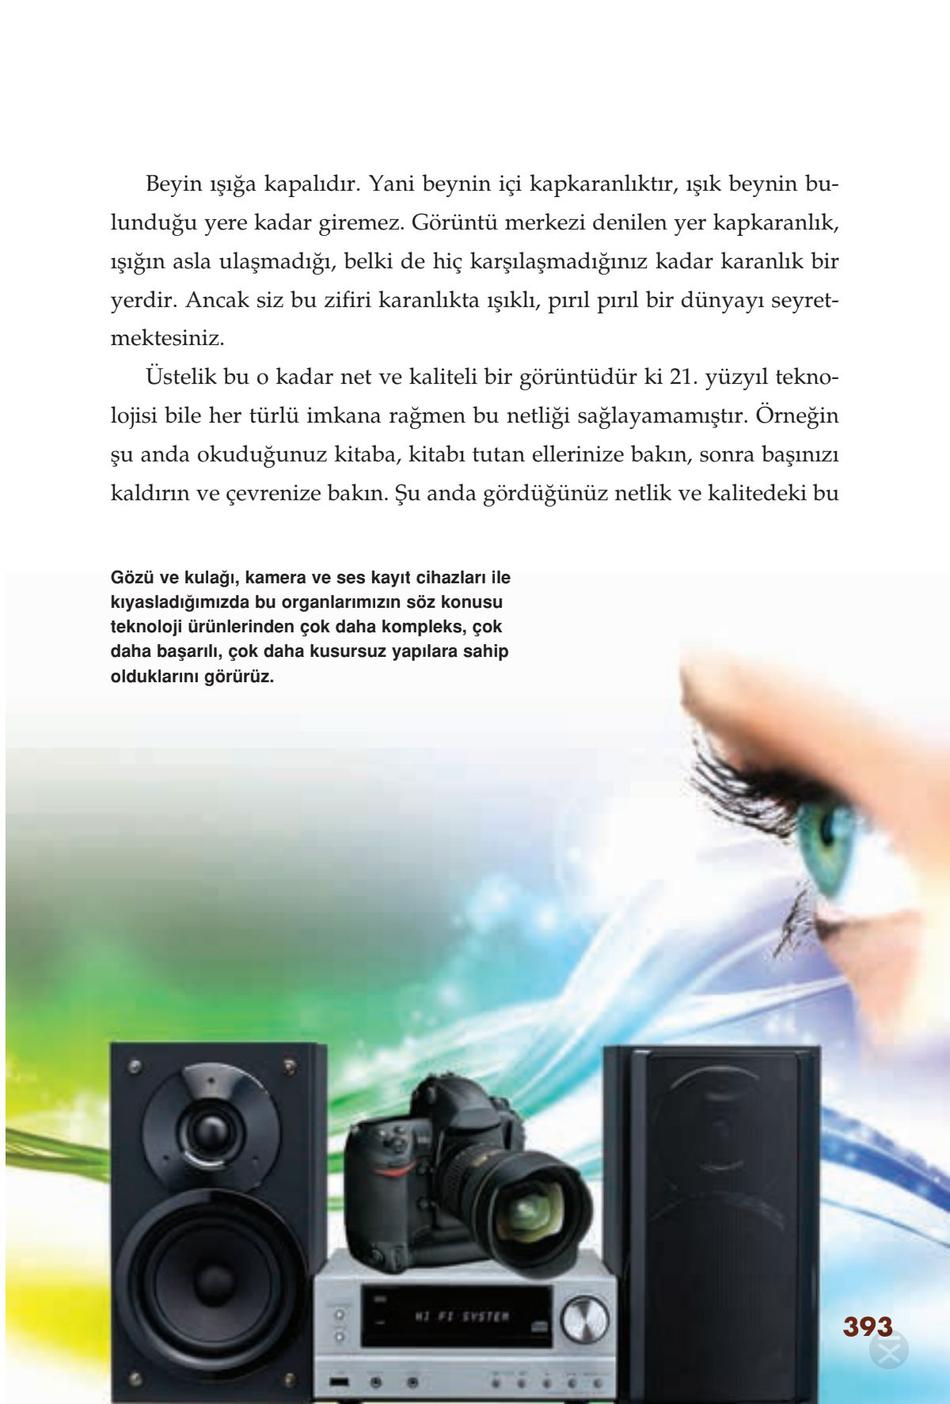 Beyin ışığa kapalıdır. Yani beynin içi kapkaranlıktır, ışık beynin bu-
lunduğu yere kadar giremez. Görüntü merkezi denilen yer kapkaranlık,
ışığın asla ulaşmadığı, belki de hiç karşılaşmadığınız kadar karanlık bir
yerdir. Ancak siz bu zifiri karanlıkta ışıklı, pırıl pırıl bir dünyayı seyret-
mektesiniz.
Üstelik bu o kadar net ve kaliteli bir görüntüdür ki 21. yüzyıl tekno-
lojisi bile her türlü imkana rağmen bu netliği sağlayamamıştır. Örneğin
şu anda okuduğunuz kitaba, kitabı tutan ellerinize bakın, sonra başınızı
kaldırın ve çevrenize bakın. Şu anda gördüğünüz netlik ve kalitedeki bu
Gözü ve kulağı, kamera ve ses kayıt cihazları ile
kıyasladığımızda bu organlarımızın söz konusu
teknoloji ürünlerinden çok daha kompleks, çok
daha başarılı, çok daha kusursuz yapılara sahip
olduklarını görürüz.
HI FI SYSTEM
393